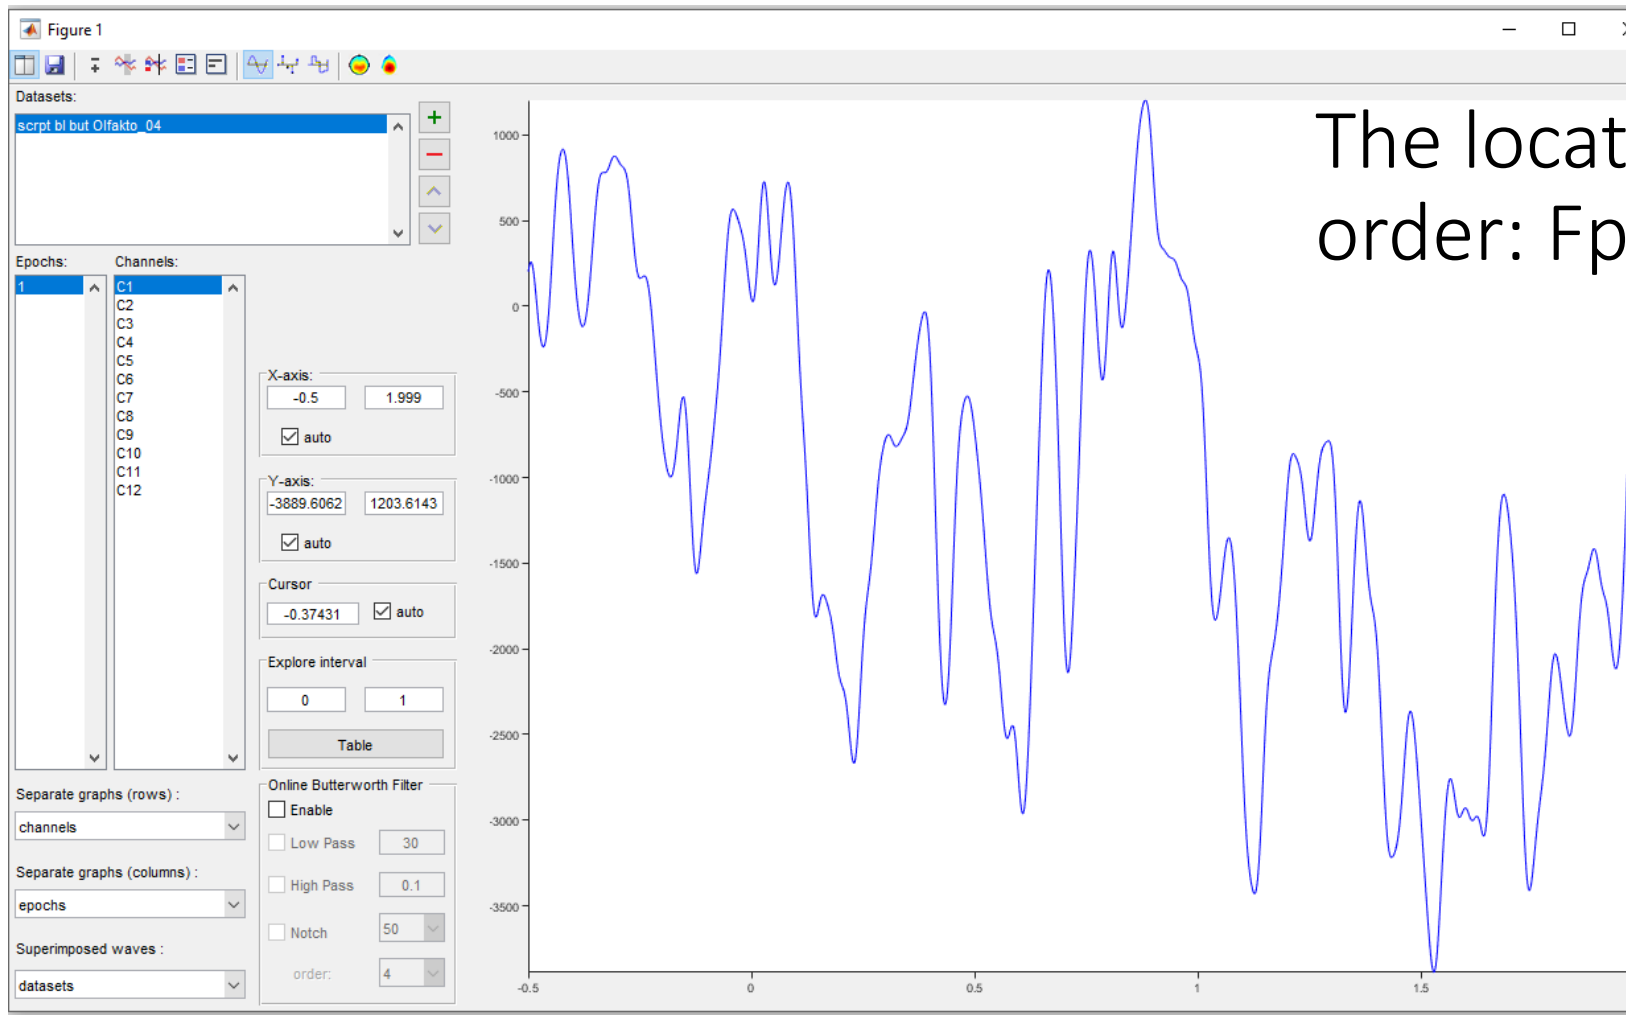 Figure 1
Datasets:
scrpt bl but Olfakto_04
Epochs:
Channels:
1
C1
C2
C3
C4
C5
C6
C7
C8
C9
C10
C11
C12
X-axis:
-0.5
1.999
auto
Y-axis:
-3889.6062
1203.6143
auto
Cursor
-0.37431
auto
Explore interval
0
1
Table
Online Butterworth Filter
Enable
Low Pass
30
High Pass
0.1
Notch
50
order:
4
Separate graphs (rows) :
channels
Separate graphs (columns) :
epochs
Superimposed waves :
datasets
1000
500
0
-500
-1000
-1500
-2000
-2500
-3000
-3500
-0.5
0
0.5
1
1.5
The locat
order: Fp